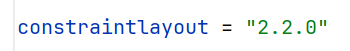 constraintlayout = "2.2.0"